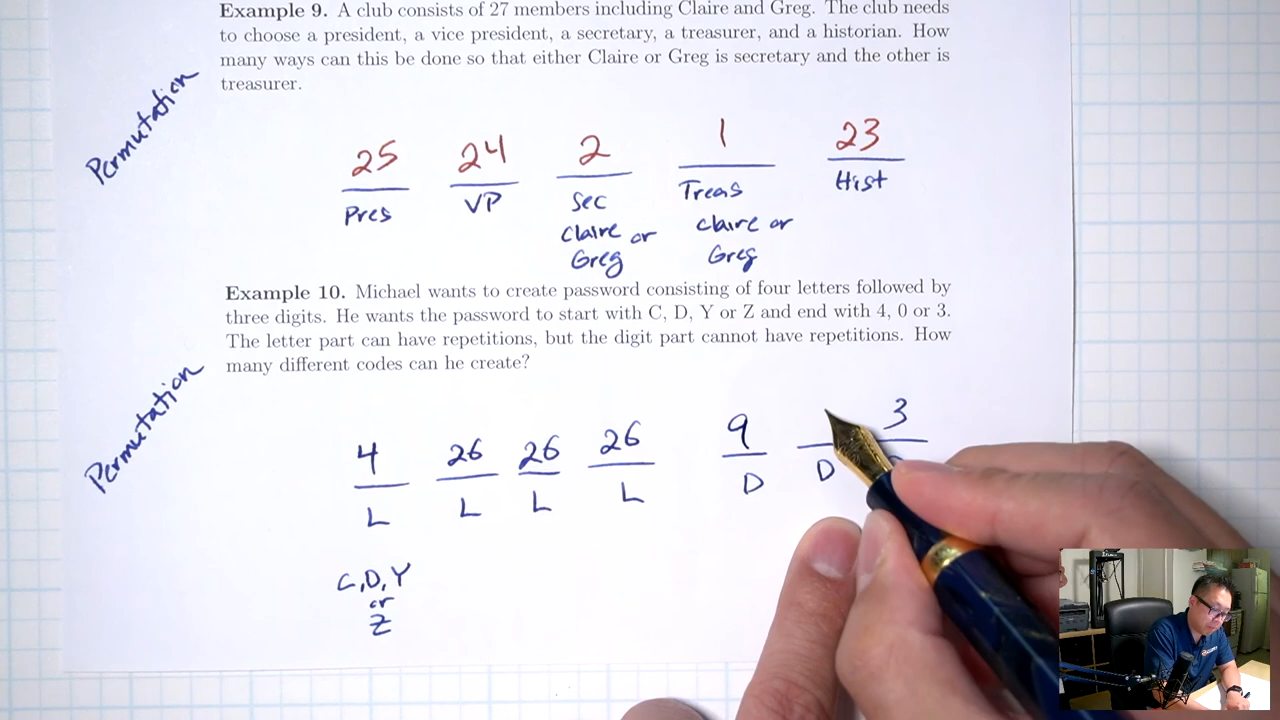 Example 9. A club consists of 27 members including Claire and Greg. The club needs
to choose a president, a vice president, a secretary, a treasurer, and a historian. How
many ways can this be done so that either Claire or Greg is secretary and the other is
treasurer.
Permutation
25 24 2 1 23
Pres VP Sec Treas Hist
Claire or claire or
Greg Greg
Example 10. Michael wants to create password consisting of four letters followed by
three digits. He wants the password to start with C, D, Y or Z and end with 4, 0 or 3.
The letter part can have repetitions, but the digit part cannot have repetitions. How
many different codes can he create?
Permutation
4 26 26 26 9 3
L L L L D D
C,D,Y
or
Z